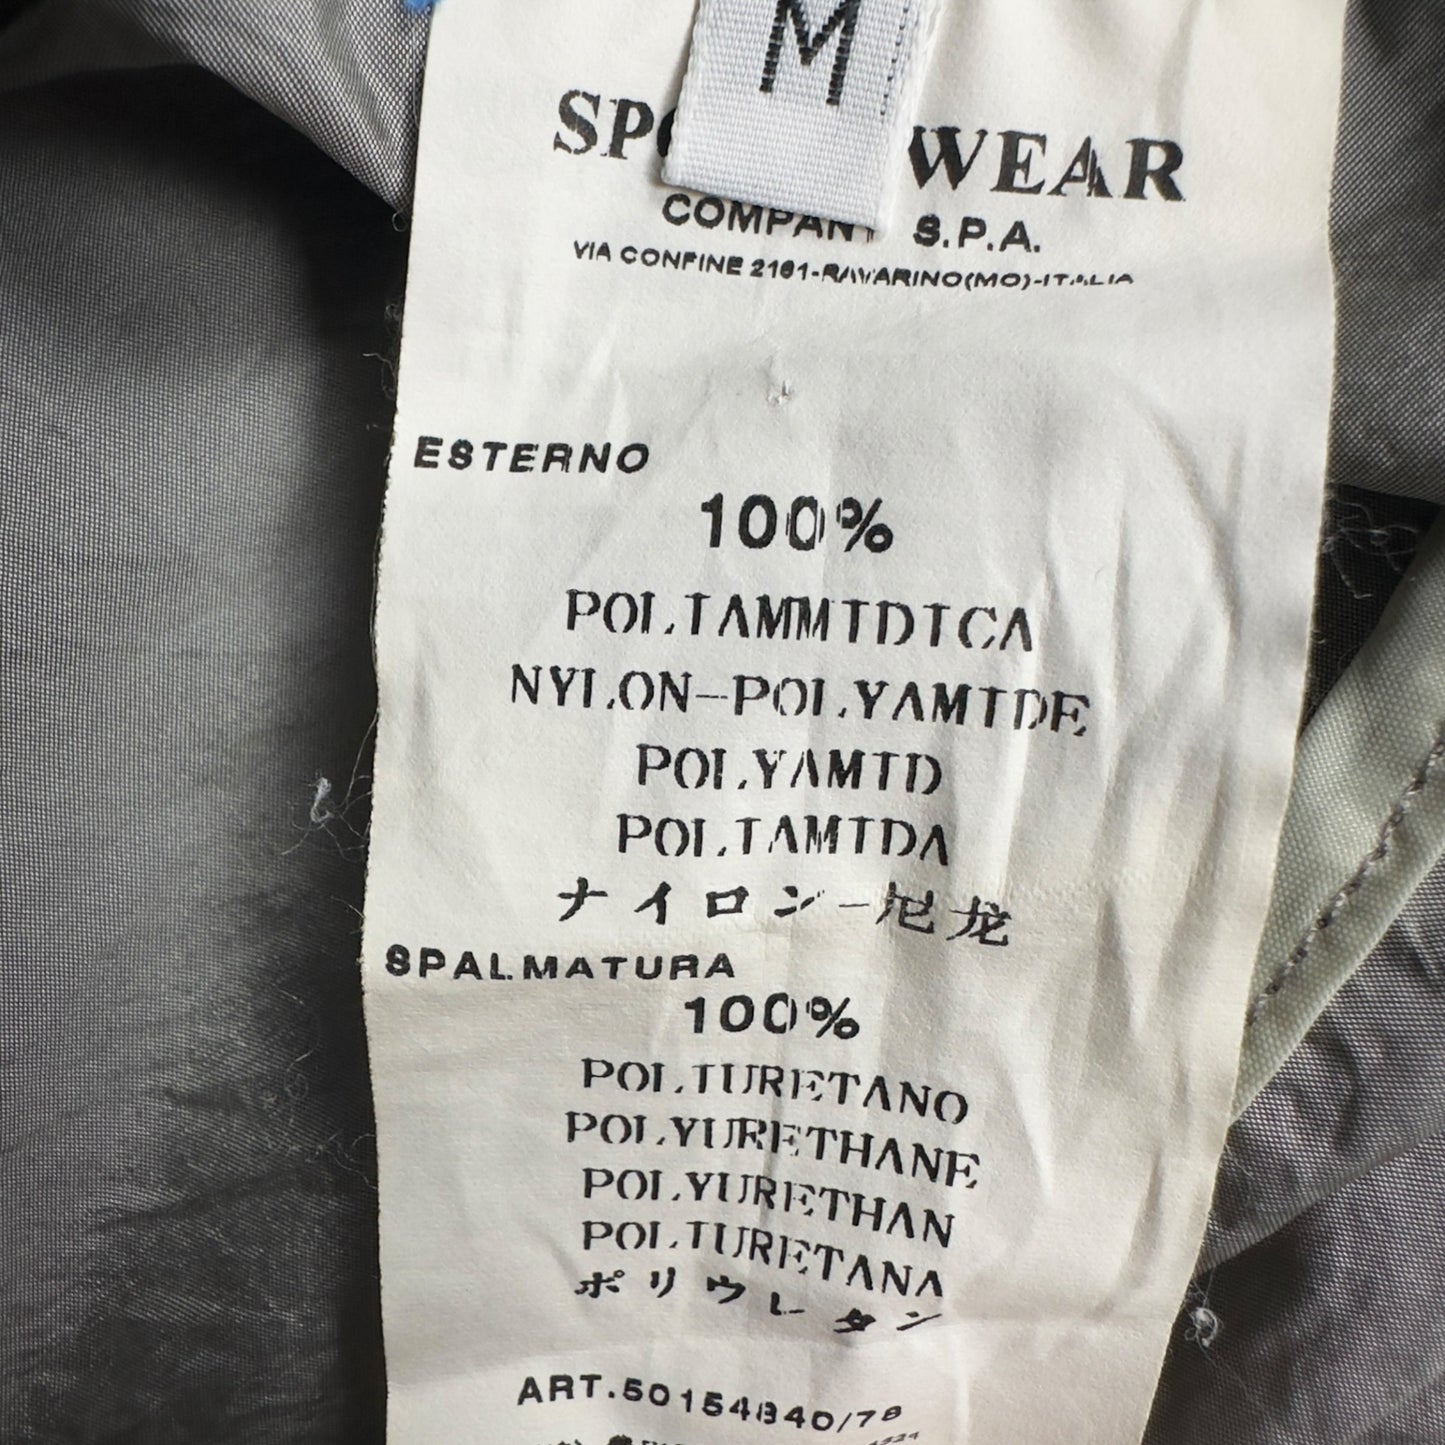 M
WEAR
COMPANY S.P.A.
VIA CONFINE 2161-RAVARINO(MO)-ITALIA
ESTERNO
100%
POLIAMMIDICA
NYLON-POLYAMIDE
POLYAMID
POLIAMIDA
ナイロン-尼龙
SPALMATURA
100%
POLIURETANO
POLYURETHANE
POLYURETHAN
POLIURETANA
ポリウレタン
ART.50154840/78